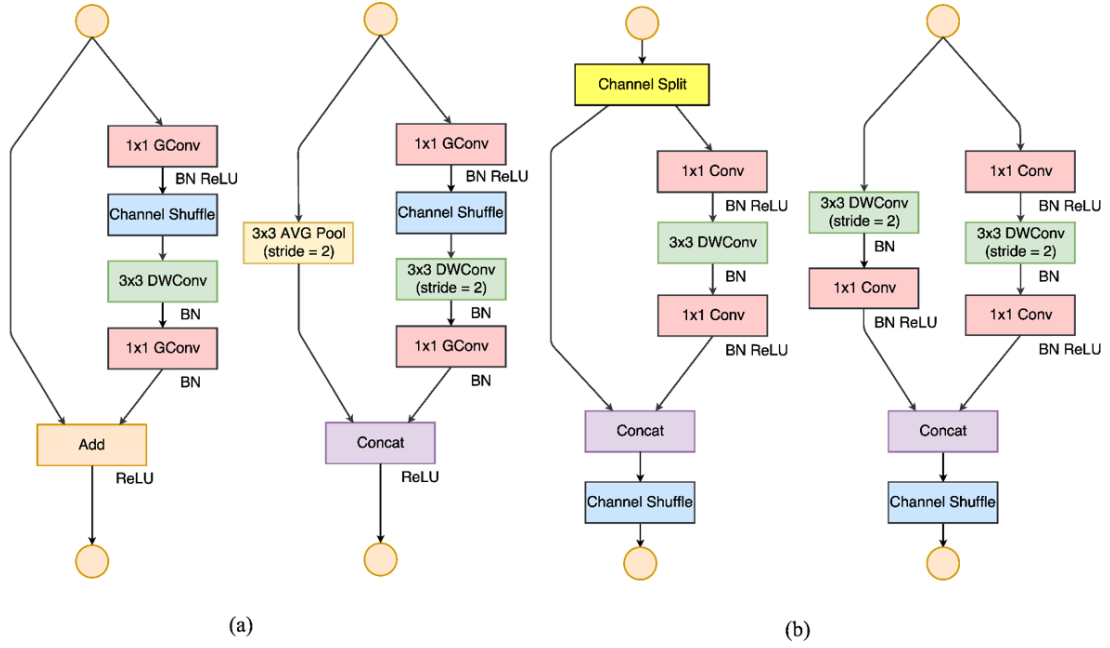 1x1 GConv
BN ReLU
Channel Shuffle
3x3 DWConv
BN
1x1 GConv
BN
Add
ReLU
3x3 AVG Pool
(stride = 2)
1x1 GConv
BN ReLU
Channel Shuffle
3x3 DWConv
(stride = 2)
BN
1x1 GConv
BN
Concat
ReLU
(a)
Channel Split
1x1 Conv
BN ReLU
3x3 DWConv
BN
1x1 Conv
BN ReLU
Concat
Channel Shuffle
3x3 DWConv
(stride = 2)
BN
1x1 Conv
BN ReLU
1x1 Conv
BN ReLU
3x3 DWConv
(stride = 2)
BN
1x1 Conv
BN ReLU
Concat
Channel Shuffle
(b)